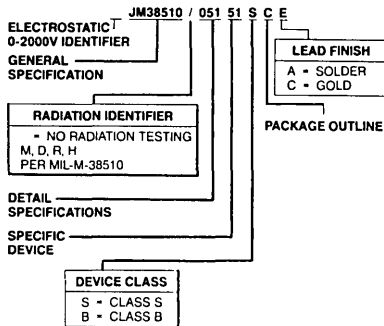 JM38510 / 051 51 S C E
ELECTROSTATIC
0-2000V IDENTIFIER
GENERAL
SPECIFICATION
LEAD FINISH
A = SOLDER
C = GOLD
RADIATION IDENTIFIER
= NO RADIATION TESTING
M, D, R, H
PER MIL-M-38510
PACKAGE OUTLINE
DETAIL
SPECIFICATIONS
SPECIFIC
DEVICE
DEVICE CLASS
S = CLASS S
B = CLASS B